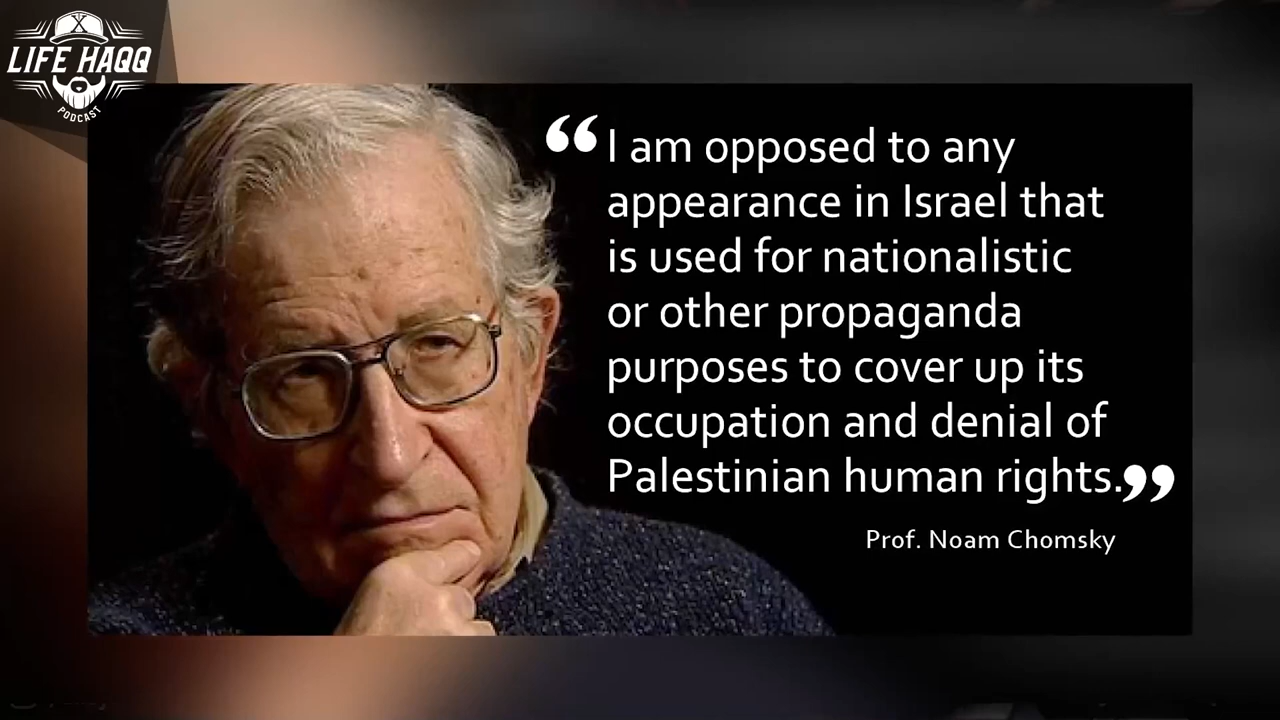 LIFE HAQQ
PODCAST
“I am opposed to any
appearance in Israel that
is used for nationalistic
or other propaganda
purposes to cover up its
occupation and denial of
Palestinian human rights.”
Prof. Noam Chomsky